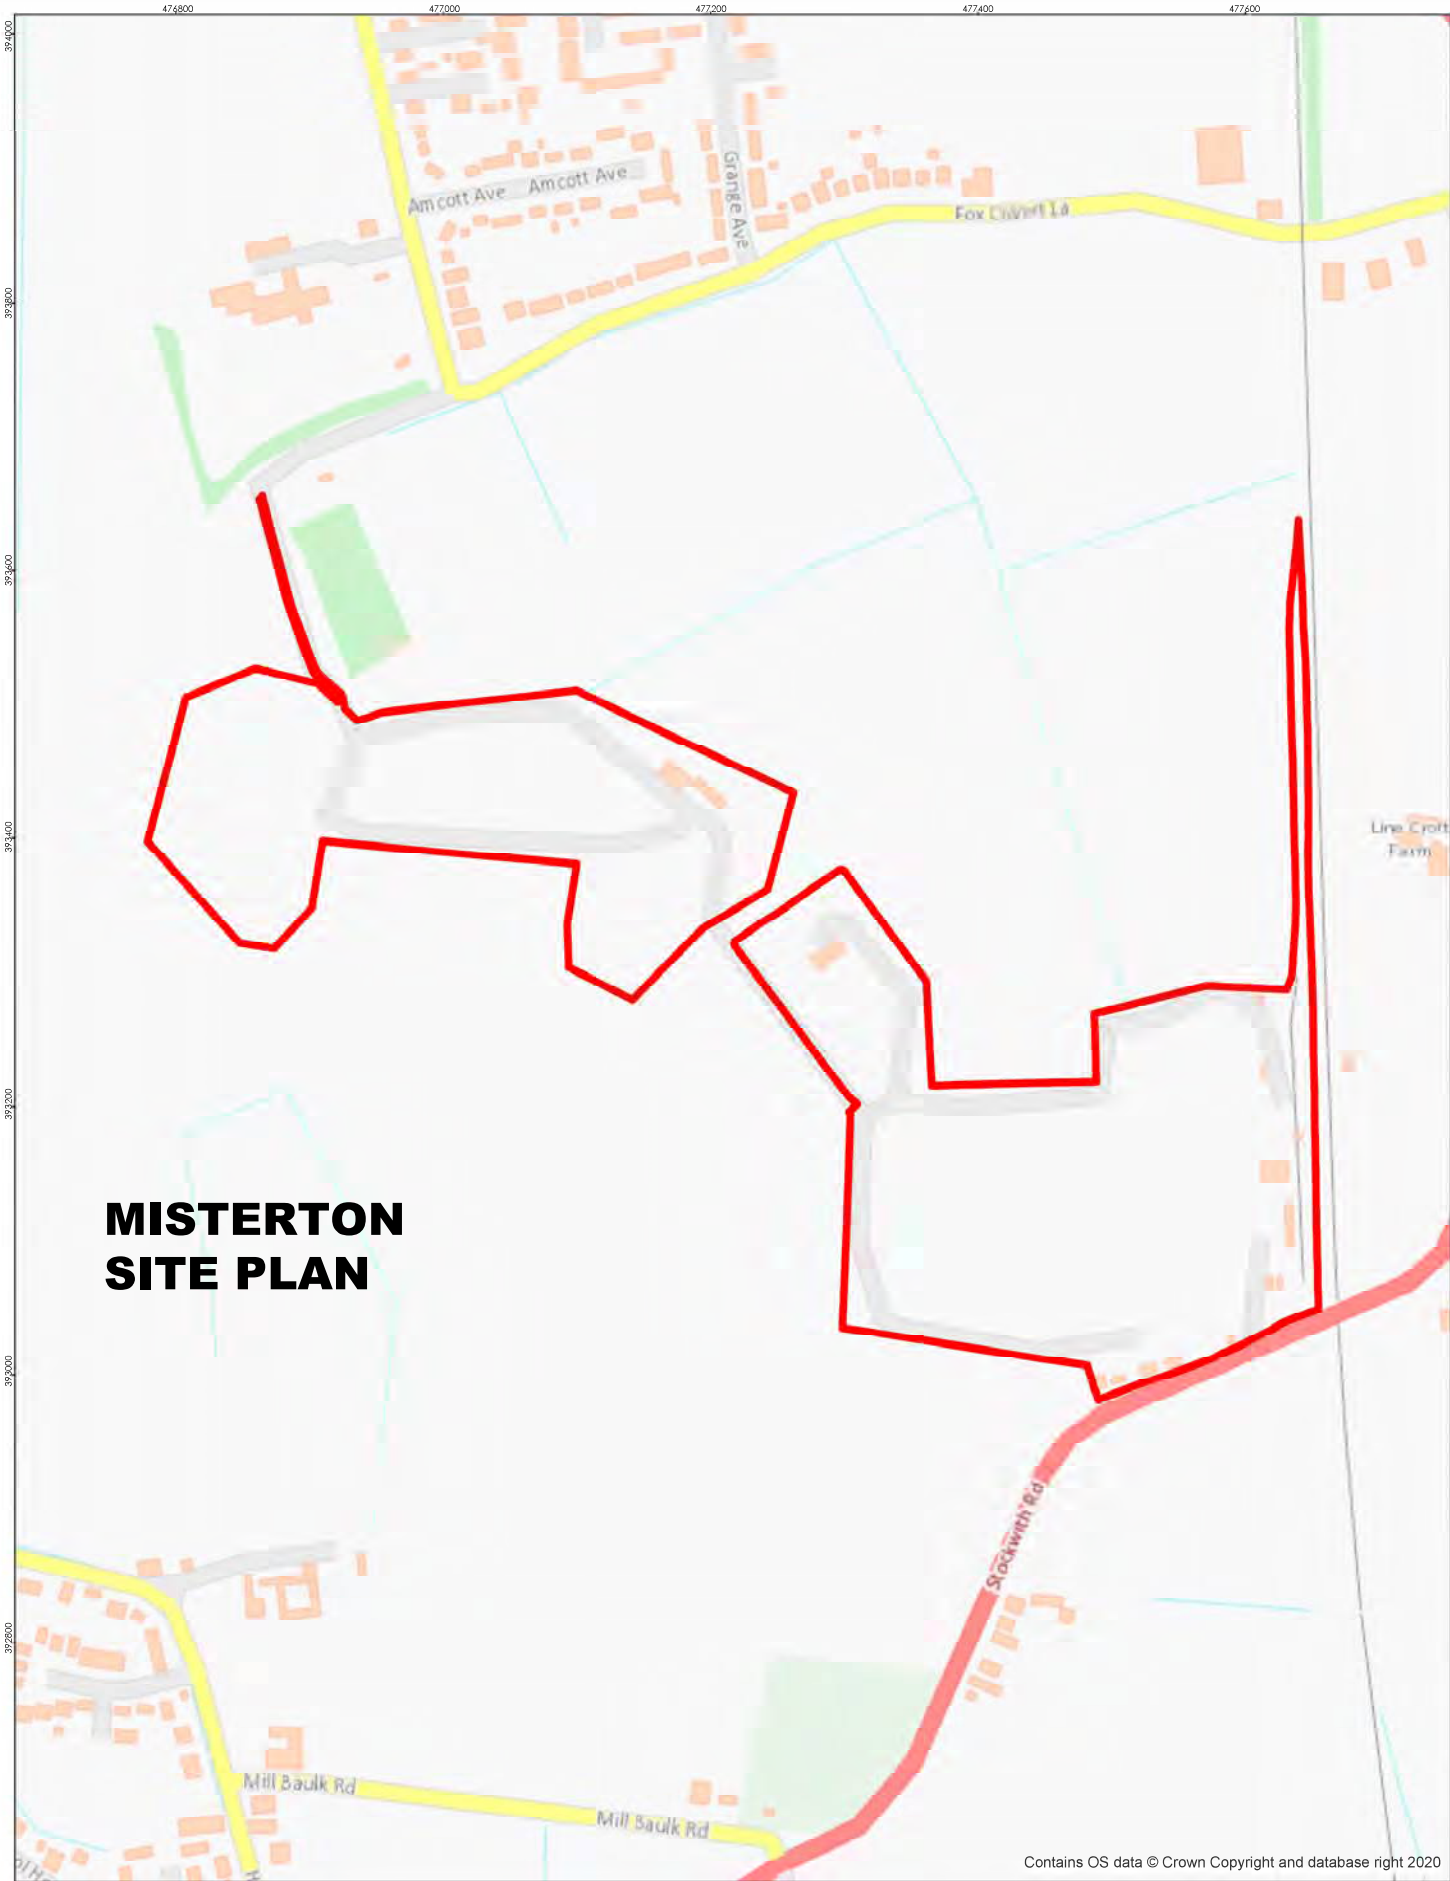 476800
477000
477200
477400
477600
394000
Amcott Ave
Amcott Ave
Grange Ave
Fox Covert La
393800
393600
393400
Line Croft
Farm
393200
MISTERTON
SITE PLAN
393000
Stockwith Rd
392800
Mill Baulk Rd
Mill Baulk Rd
H
Contains OS data © Crown Copyright and database right 2020